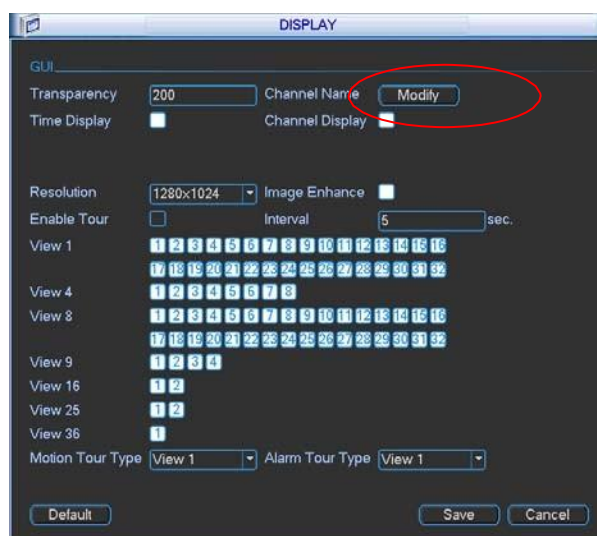 DISPLAY
GUI
Transparency 200 Channel Name Modify
Time Display Channel Display
Resolution 1280×1024 Image Enhance
Enable Tour Interval 5 sec.
View 1 1 2 3 4 5 6 7 8 9 10 11 12 13 14 15 16
17 18 19 20 21 22 23 24 25 26 27 28 29 30 31 32
View 4 1 2 3 4 5 6 7 8
View 8 1 2 3 4 5 6 7 8 9 10 11 12 13 14 15 16
17 18 19 20 21 22 23 24 25 26 27 28 29 30 31 32
View 9 1 2 3 4
View 16 1 2
View 25 1 2
View 36 1
Motion Tour Type View 1 Alarm Tour Type View 1
Default Save Cancel